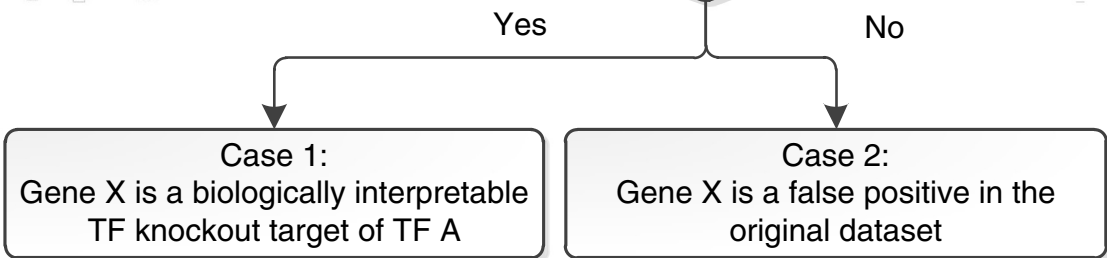 Yes
No
Case 1:
Gene X is a biologically interpretable
TF knockout target of TF A
Case 2:
Gene X is a false positive in the
original dataset